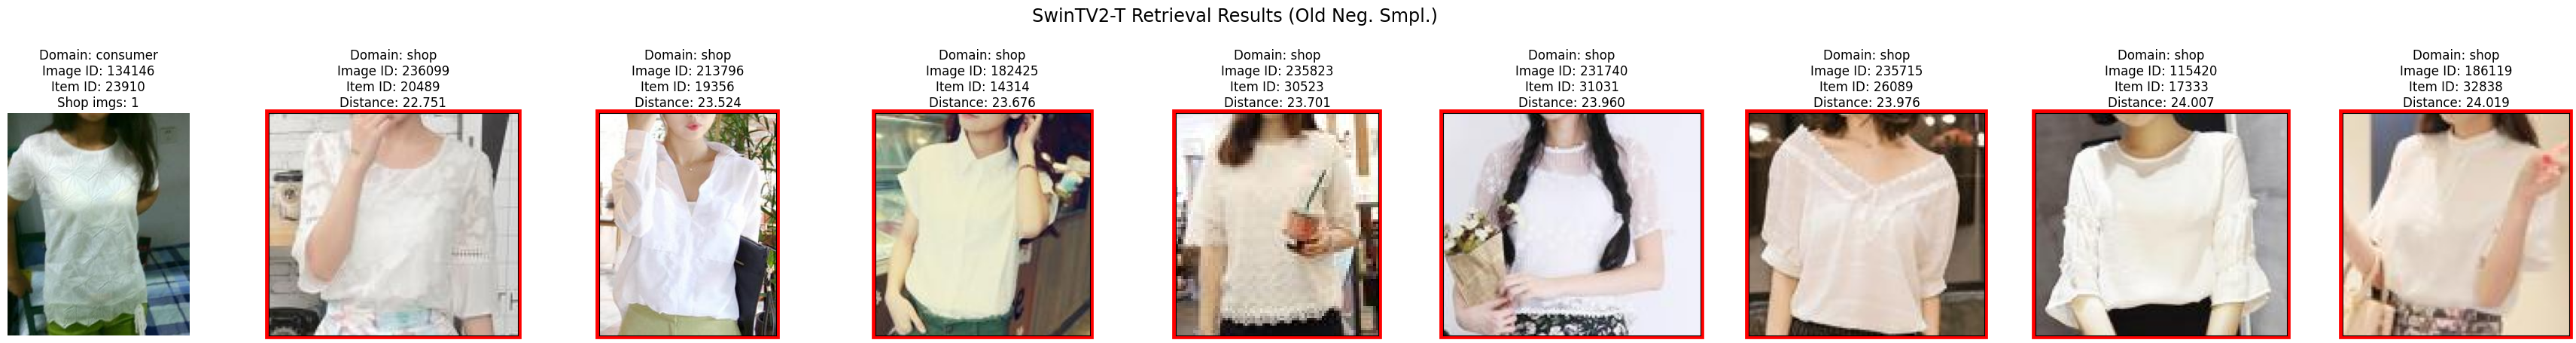 SwinTV2-T Retrieval Results (Old Neg. Smpl.)
Domain: consumer
Image ID: 134146
Item ID: 23910
Shop imgs: 1
Domain: shop
Image ID: 236099
Item ID: 20489
Distance: 22.751
Domain: shop
Image ID: 213796
Item ID: 19356
Distance: 23.524
Domain: shop
Image ID: 182425
Item ID: 14314
Distance: 23.676
Domain: shop
Image ID: 235823
Item ID: 30523
Distance: 23.701
Domain: shop
Image ID: 231740
Item ID: 31031
Distance: 23.960
Domain: shop
Image ID: 235715
Item ID: 26089
Distance: 23.976
Domain: shop
Image ID: 115420
Item ID: 17333
Distance: 24.007
Domain: shop
Image ID: 186119
Item ID: 32838
Distance: 24.019